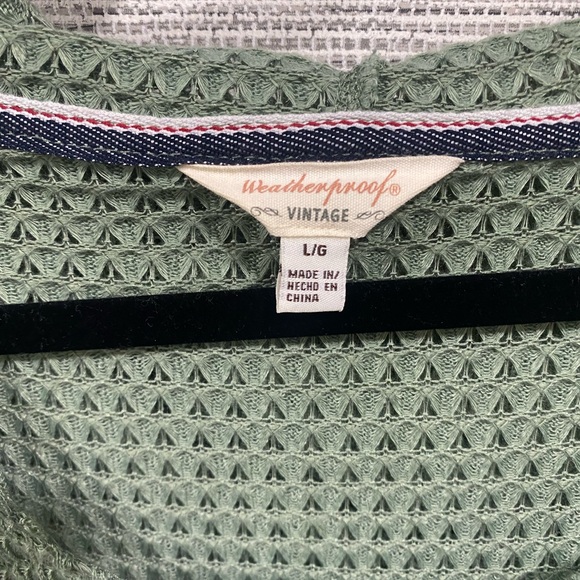 Weatherproof®
VINTAGE
L/G
MADE IN/
HECHO EN
CHINA